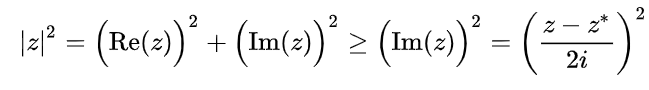 |z|² = (Re(z))² + (Im(z))² ≥ (Im(z))² = ((z − z*)/(2i))²